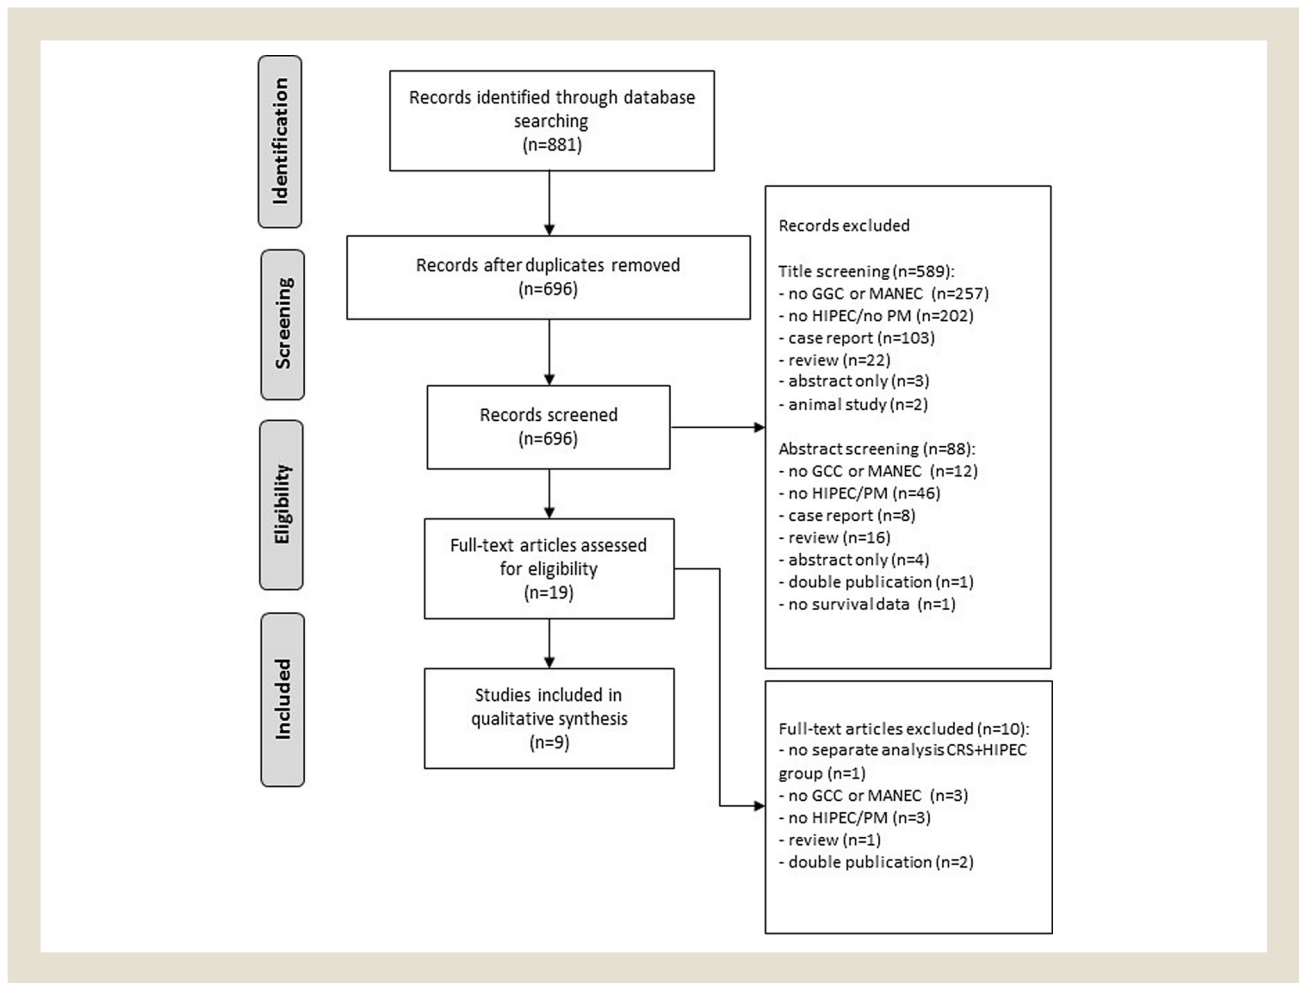 Identification
Records identified through database
searching
(n=881)
Records after duplicates removed
(n=696)
Screening
Records screened
(n=696)
Records excluded
Title screening (n=589):
- no GGC or MANEC (n=257)
- no HIPEC/no PM (n=202)
- case report (n=103)
- review (n=22)
- abstract only (n=3)
- animal study (n=2)
Abstract screening (n=88):
- no GCC or MANEC (n=12)
- no HIPEC/PM (n=46)
- case report (n=8)
- review (n=16)
- abstract only (n=4)
- double publication (n=1)
- no survival data (n=1)
Eligibility
Full-text articles assessed
for eligibility
(n=19)
Included
Studies included in
qualitative synthesis
(n=9)
Full-text articles excluded (n=10):
- no separate analysis CRS+HIPEC
group (n=1)
- no GCC or MANEC (n=3)
- no HIPEC/PM (n=3)
- review (n=1)
- double publication (n=2)